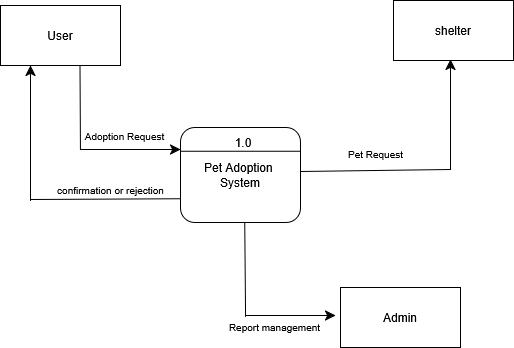 User
shelter
Adoption Request
1.0
Pet Adoption
System
Pet Request
confirmation or rejection
Report management
Admin